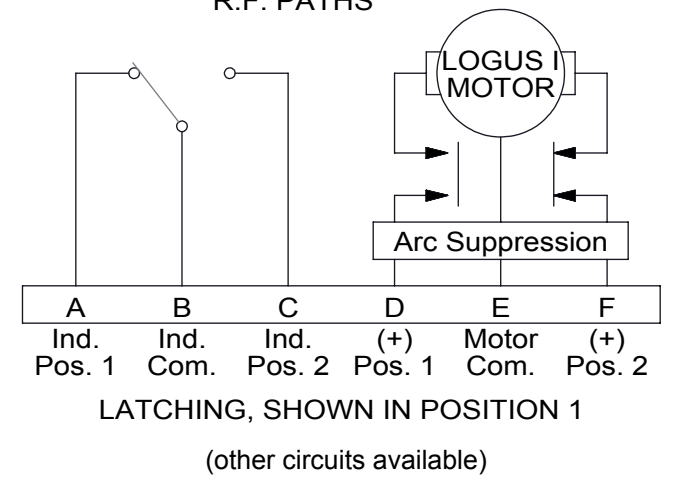 R.F. PATHS
LOGUS I
MOTOR
Arc Suppression
A B C D E F
Ind. Ind. Ind. (+) Motor (+)
Pos. 1 Com. Pos. 2 Pos. 1 Com. Pos. 2
LATCHING, SHOWN IN POSITION 1
(other circuits available)